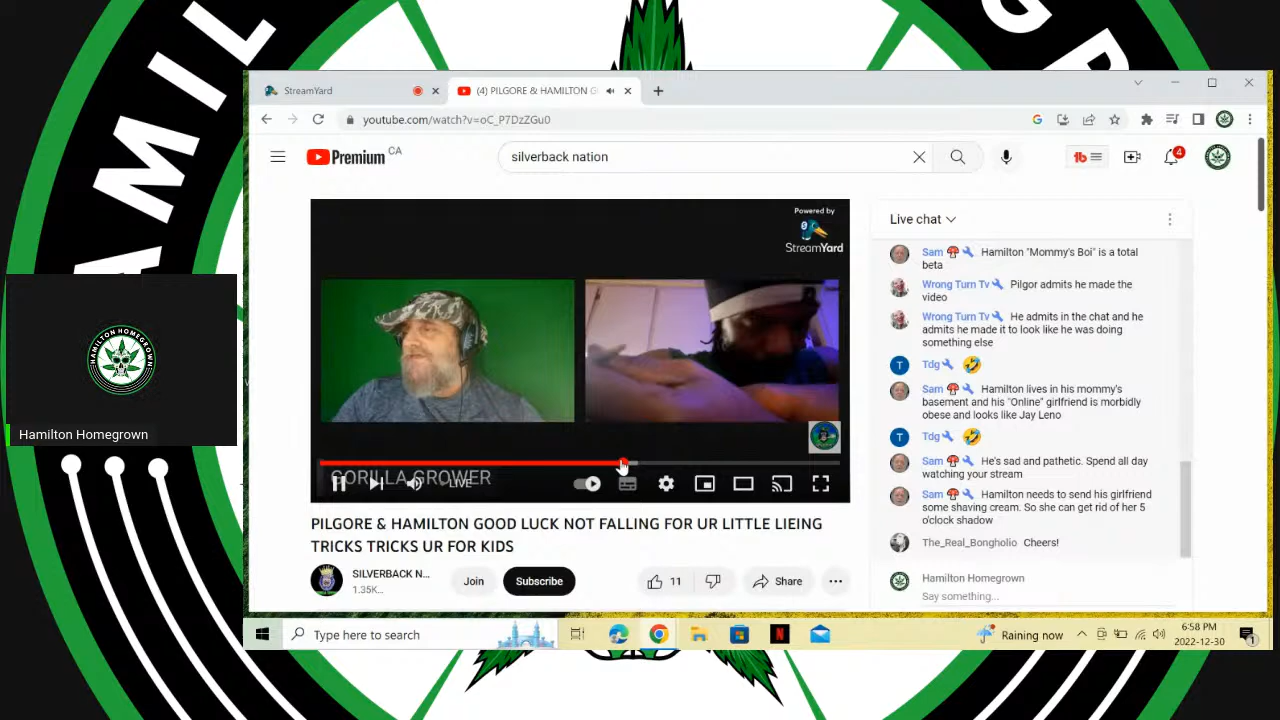 AMIL
GR
StreamYard
(4) PILGORE & HAMILTON G
youtube.com/watch?v=oC_P7DzZGu0
Premium CA
silverback nation
4
Powered by
StreamYard
GORILLA GROWER
LIVE
Live chat
Sam Hamilton "Mommy's Boi" is a total
beta
Wrong Turn Tv Pilgor admits he made the
video
Wrong Turn Tv He admits in the chat and he
admits he made it to look like he was doing
something else
T Tdg
Sam Hamilton lives in his mommy's
basement and his "Online" girlfriend is morbidly
obese and looks like Jay Leno
T Tdg
Sam He's sad and pathetic. Spend all day
watching your stream
Sam Hamilton needs to send his girlfriend
some shaving cream. So she can get rid of her 5
o'clock shadow
The_Real_Bongholio Cheers!
Hamilton Homegrown
Say something...
PILGORE & HAMILTON GOOD LUCK NOT FALLING FOR UR LITTLE LIEING
TRICKS TRICKS UR FOR KIDS
SILVERBACK N...
1.35K...
Join
Subscribe
11
Share
HAMILTON HOMEGROWN
Hamilton Homegrown
Type here to search
Raining now
6:58 PM
2022-12-30